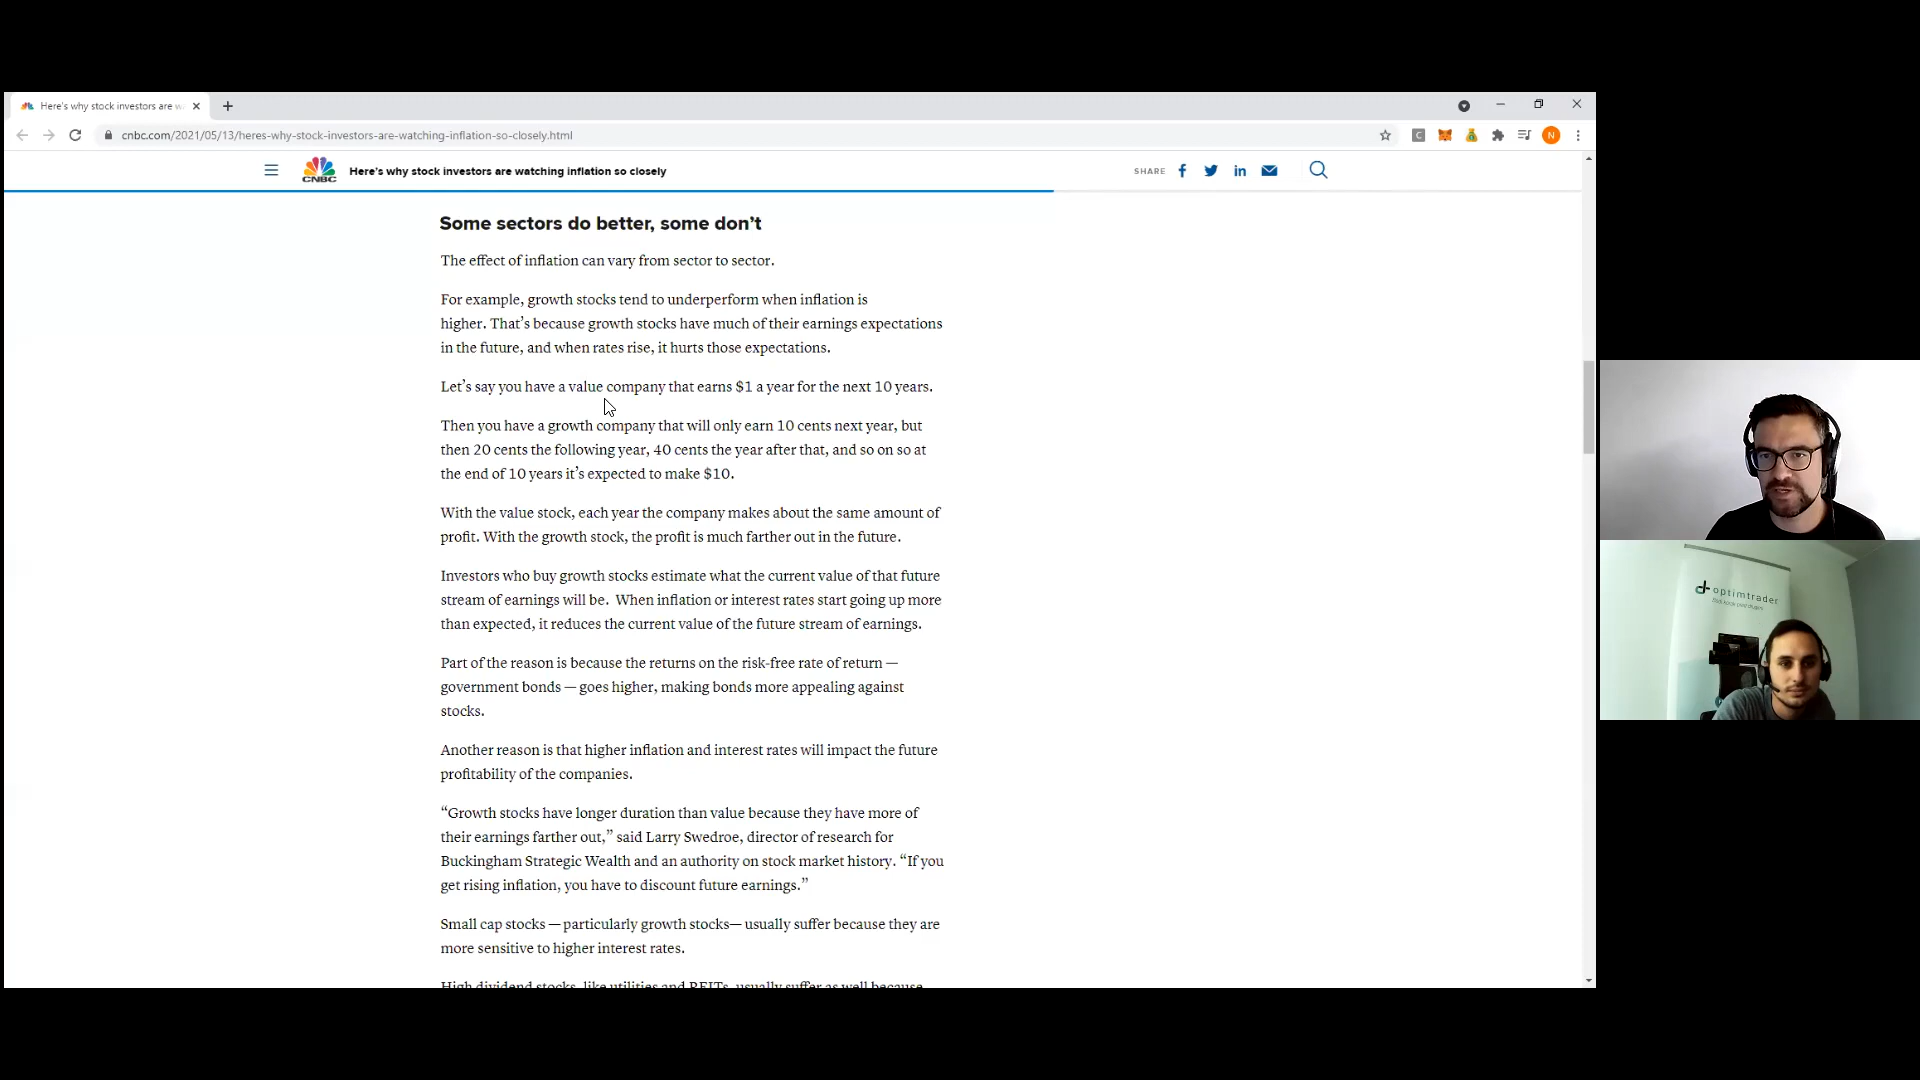 Here's why stock investors are w
cnbc.com/2021/05/13/heres-why-stock-investors-are-watching-inflation-so-closely.html
C
N
CNBC
Here's why stock investors are watching inflation so closely
SHARE
Some sectors do better, some don't
The effect of inflation can vary from sector to sector.
For example, growth stocks tend to underperform when inflation is
higher. That's because growth stocks have much of their earnings expectations
in the future, and when rates rise, it hurts those expectations.
Let's say you have a value company that earns $1 a year for the next 10 years.
Then you have a growth company that will only earn 10 cents next year, but
then 20 cents the following year, 40 cents the year after that, and so on so at
the end of 10 years it's expected to make $10.
With the value stock, each year the company makes about the same amount of
profit. With the growth stock, the profit is much farther out in the future.
Investors who buy growth stocks estimate what the current value of that future
stream of earnings will be. When inflation or interest rates start going up more
than expected, it reduces the current value of the future stream of earnings.
Part of the reason is because the returns on the risk-free rate of return —
government bonds — goes higher, making bonds more appealing against
stocks.
Another reason is that higher inflation and interest rates will impact the future
profitability of the companies.
“Growth stocks have longer duration than value because they have more of
their earnings farther out,” said Larry Swedroe, director of research for
Buckingham Strategic Wealth and an authority on stock market history. “If you
get rising inflation, you have to discount future earnings.”
Small cap stocks — particularly growth stocks— usually suffer because they are
more sensitive to higher interest rates.
High dividend stocks, like utilities and REITs, usually suffer as well because
optimtrader